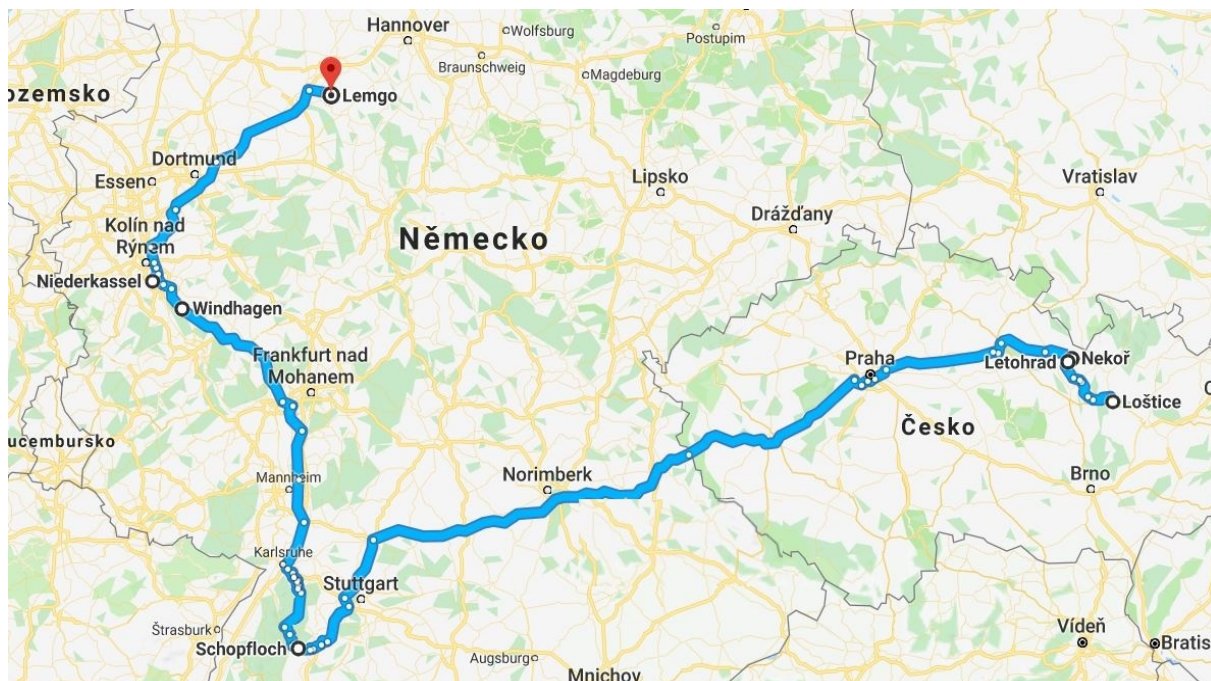 Hannover
Wolfsburg
Postupim
Braunschweig
Magdeburg
ozemsko
Lemgo
Dortmund
Essen
Lipsko
Vratislav
Drážďany
Kolín nad
Rýnem
Německo
Niederkassel
Windhagen
Frankfurt nad
Mohanem
Praha
Letohrad
Nekoř
Loštice
Česko
ucembursko
Mannheim
Norimberk
Brno
Karlsruhe
Stuttgart
Štrasburk
Schopfloch
Augsburg
Mnichov
Vídeň
Bratis